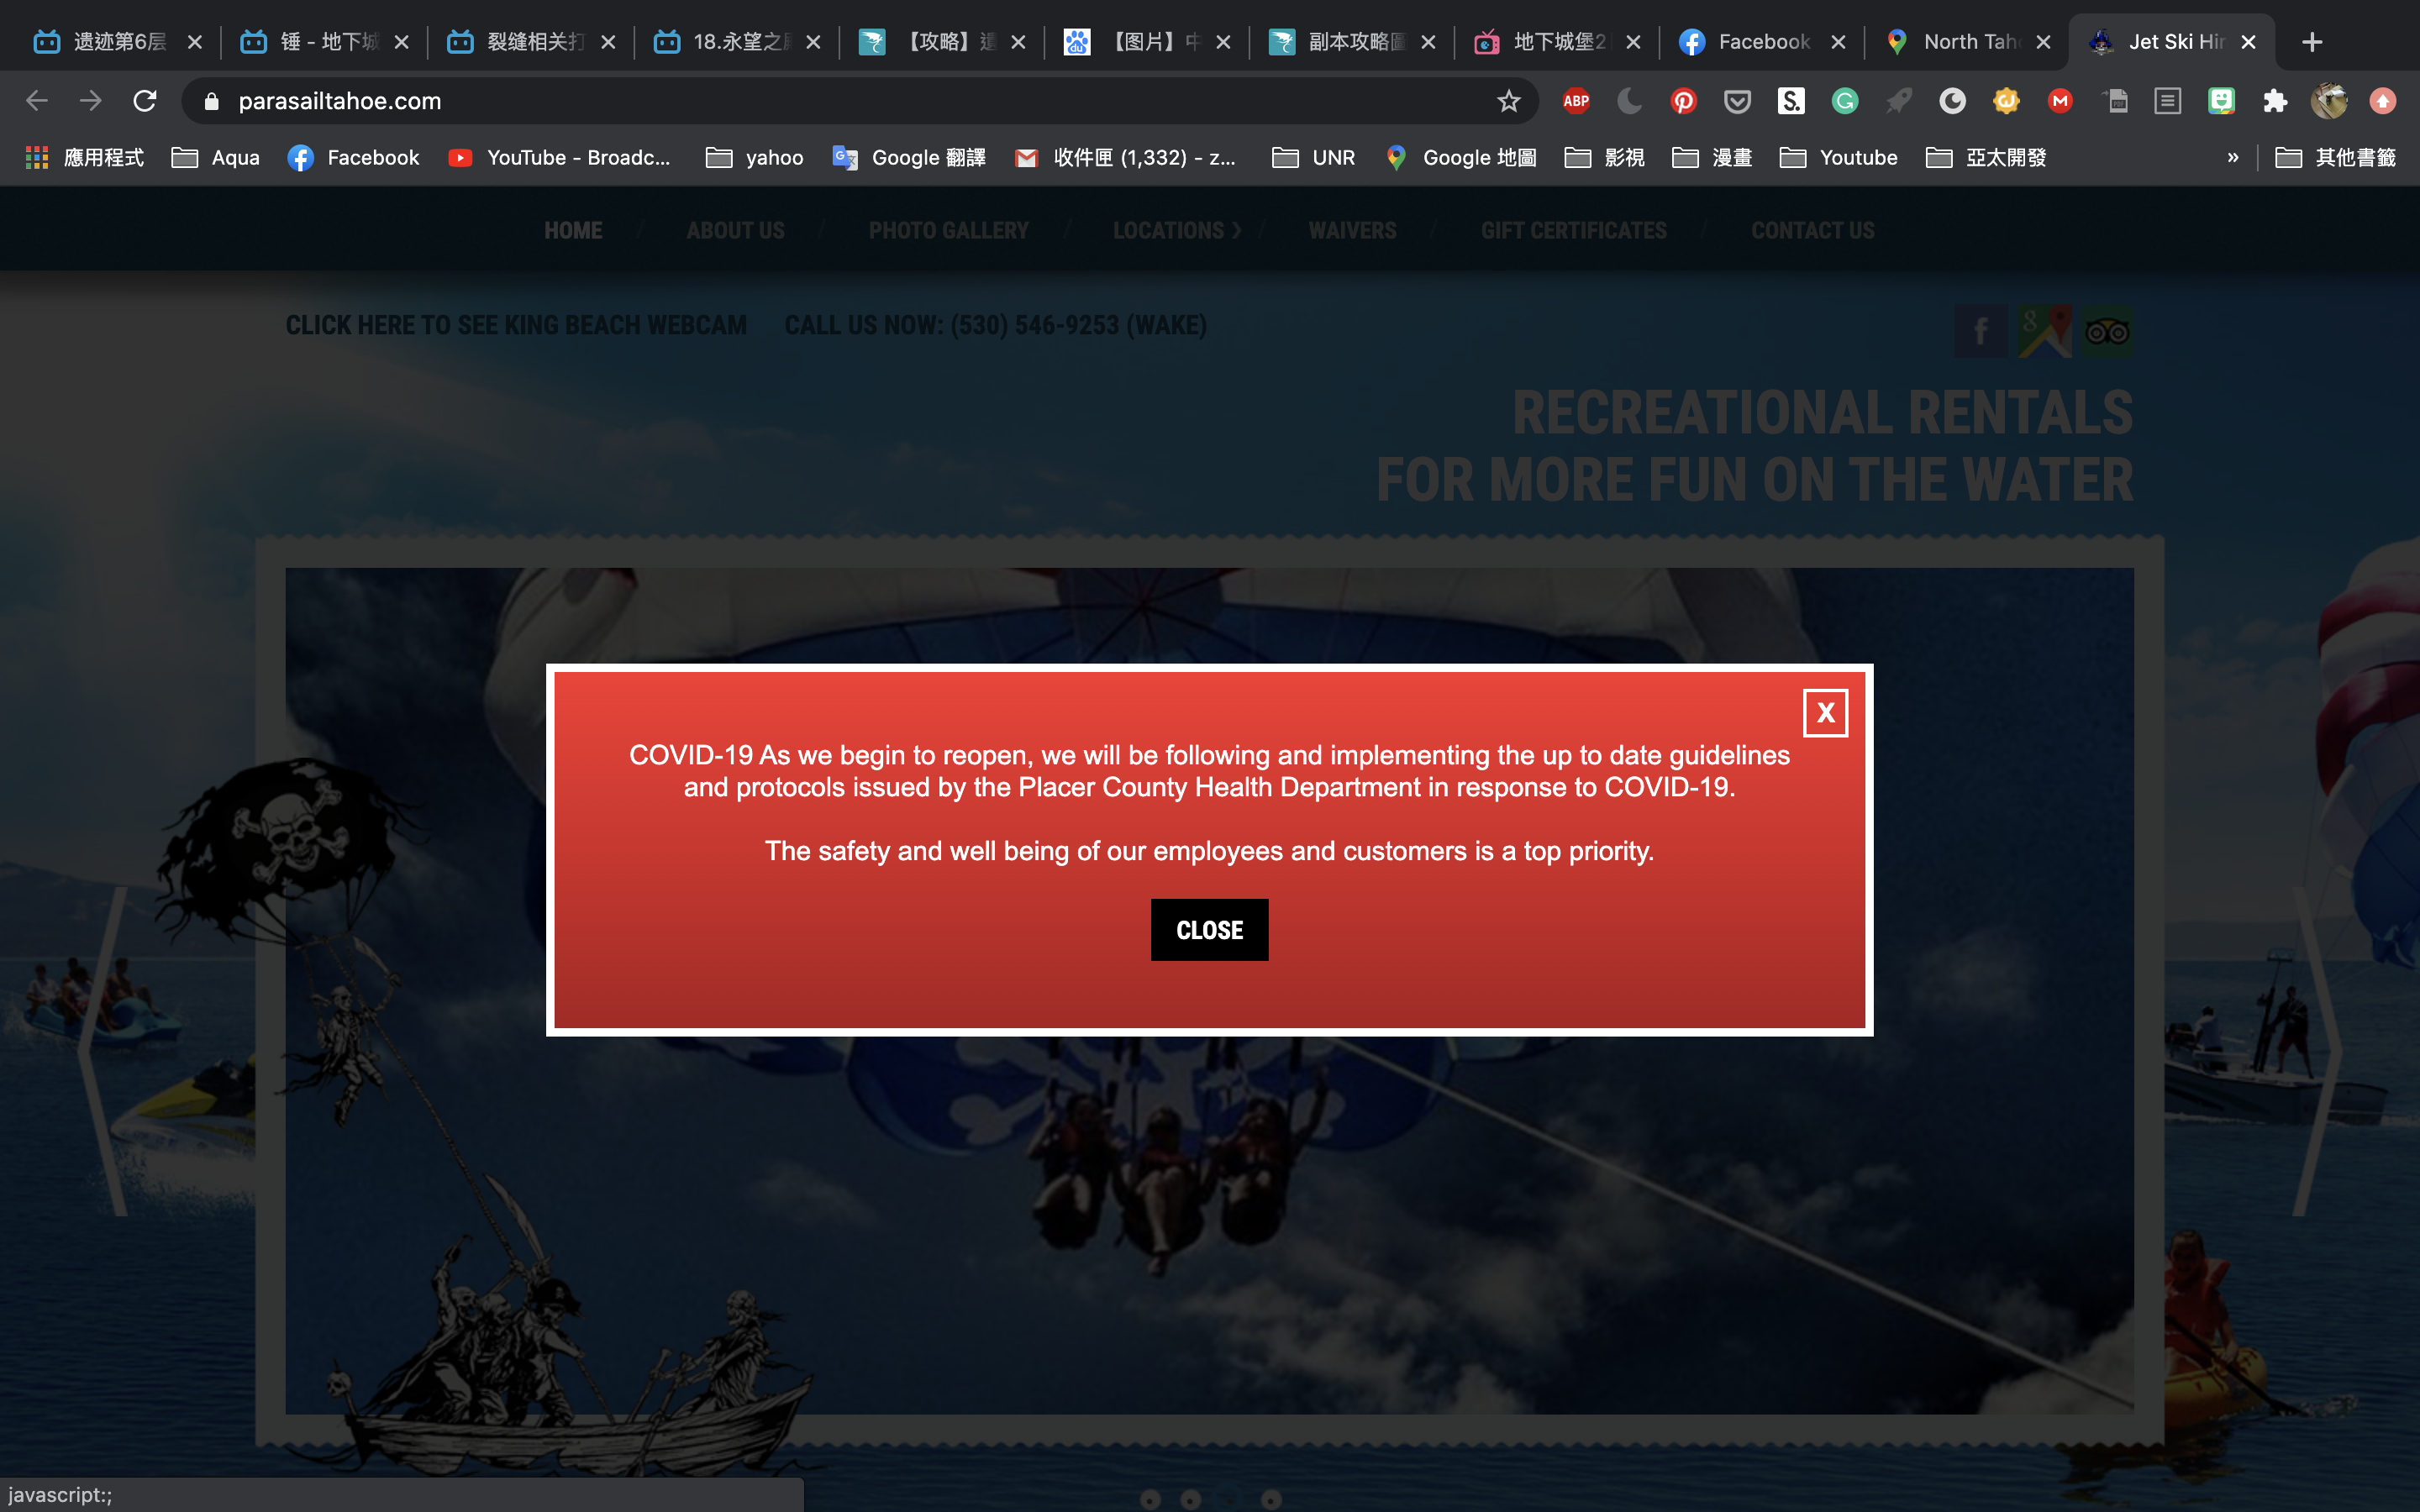 遗迹第6层
锤 - 地下城
裂缝相关打
18.永望之
【攻略】遺
【图片】中
副本攻略圖
地下城堡2
Facebook
North Tah
Jet Ski Hir
parasailtahoe.com
ABP
S.
應用程式
Aqua
Facebook
YouTube - Broadc...
yahoo
Google 翻譯
收件匣 (1,332) - z...
UNR
Google 地圖
影視
漫畫
Youtube
亞太開發
»
其他書籤
HOME / ABOUT US / PHOTO GALLERY / LOCATIONS / WAIVERS / GIFT CERTIFICATES / CONTACT US
CLICK HERE TO SEE KING BEACH WEBCAM CALL US NOW: (530) 546-9253 (WAKE)
RECREATIONAL RENTALS
FOR MORE FUN ON THE WATER
X
COVID-19 As we begin to reopen, we will be following and implementing the up to date guidelines
and protocols issued by the Placer County Health Department in response to COVID-19.
The safety and well being of our employees and customers is a top priority.
CLOSE
javascript:;